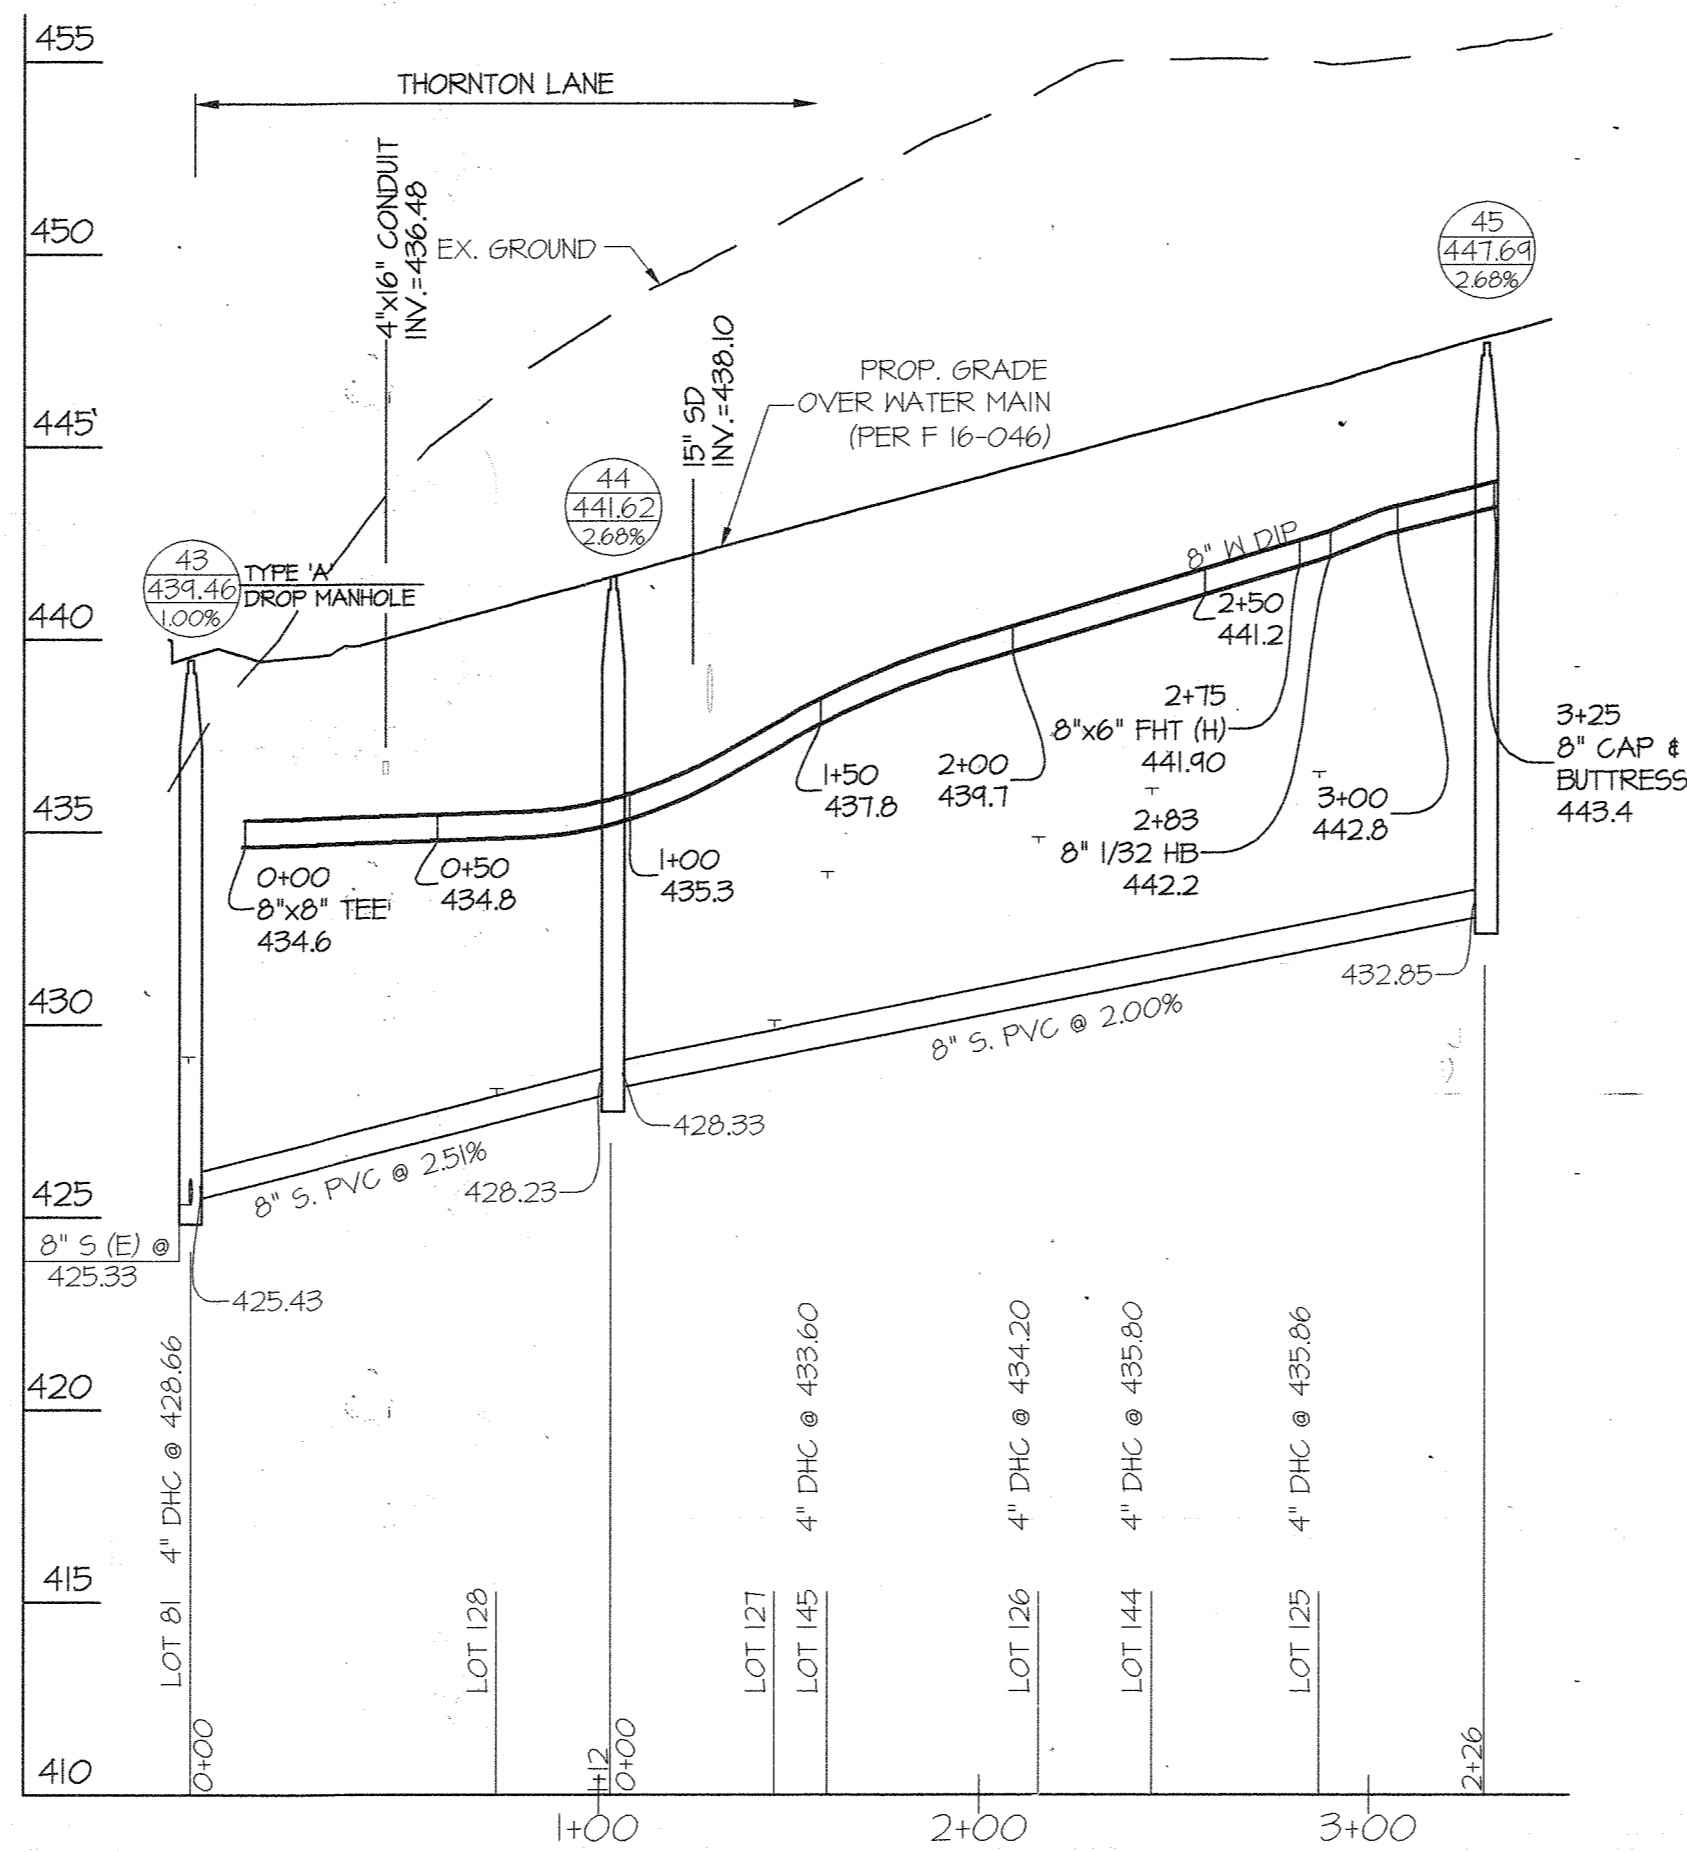 455
THORNTON LANE
4"x16" CONDUIT
INV.=436.48
450
EX. GROUND
45
447.69
2.68%
15" SD
INV.=438.10
PROP. GRADE
OVER WATER MAIN
(PER F 16-046)
445'
44
441.62
2.68%
43
439.46
1.00%
TYPE 'A'
DROP MANHOLE
8" W DIP
440
2+50
441.2
2+75
8"x6" FHT (H)
441.90
3+25
8" CAP &
BUTTRESS
443.4
1+50
437.8
2+00
439.7
3+00
442.8
2+83
8" 1/32 HB
442.2
435
0+00
8"x8" TEE
434.6
0+50
434.8
1+00
435.3
430
432.85
8" S. PVC @ 2.00%
428.33
8" S. PVC @ 2.51%
428.23
425
8" S (E) @
425.33
425.43
420
LOT 81 4" DHC @ 428.66
4" DHC @ 433.60
4" DHC @ 434.20
4" DHC @ 435.80
4" DHC @ 435.86
415
LOT 128
LOT 127
LOT 145
LOT 126
LOT 144
LOT 125
410
0+00
1+12
0+00
2+26
1+00
2+00
3+00